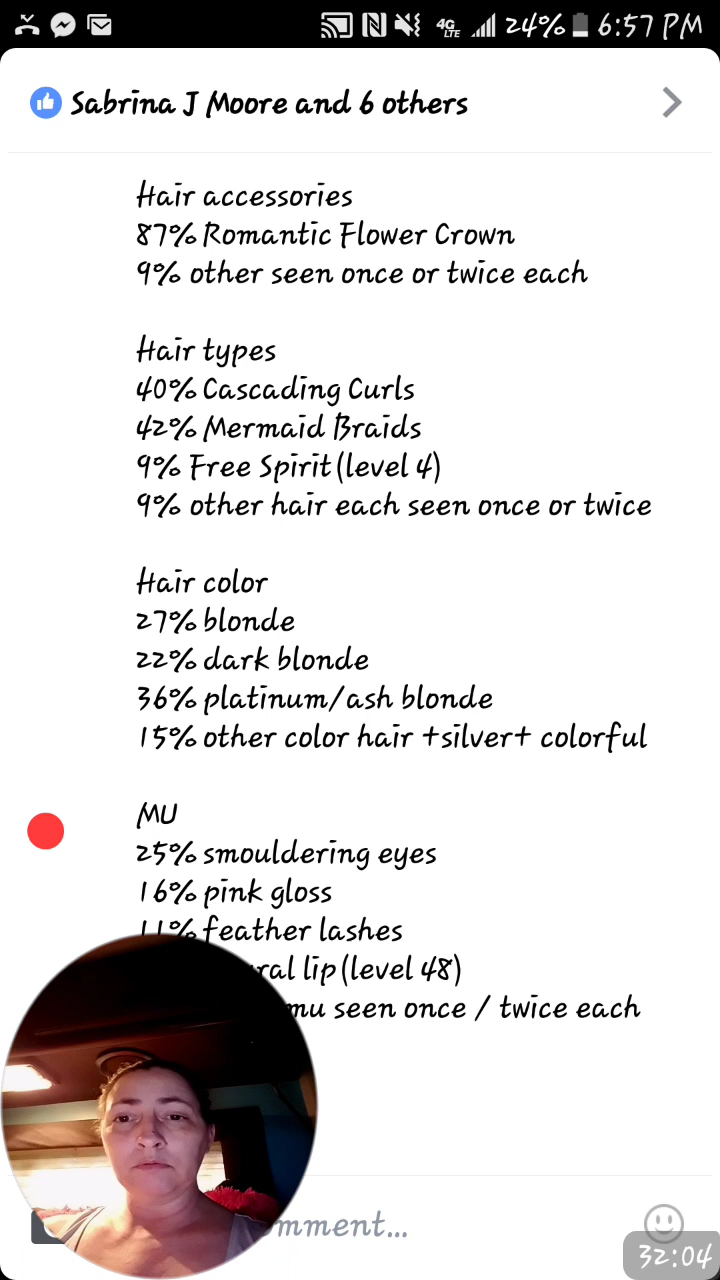 4G LTE 24% 6:57 PM
Sabrina J Moore and 6 others
Hair accessories
87% Romantic Flower Crown
9% other seen once or twice each
Hair types
40% Cascading Curls
42% Mermaid Braids
9% Free Spirit (level 4)
9% other hair each seen once or twice
Hair color
27% blonde
22% dark blonde
36% platinum/ash blonde
15% other color hair +silver+ colorful
MU
25% smouldering eyes
16% pink gloss
11% feather lashes
lip (level 48)
mu seen once / twice each
32:04